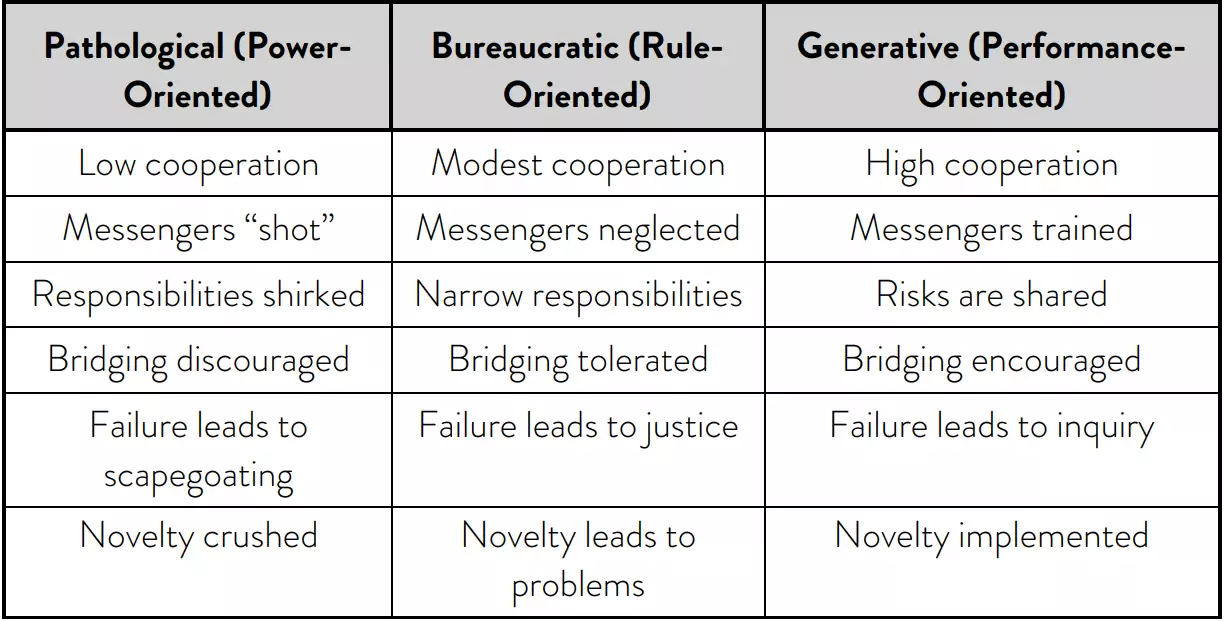 Pathological (Power-
Oriented)
Bureaucratic (Rule-
Oriented)
Generative (Performance-
Oriented)
Low cooperation
Modest cooperation
High cooperation
Messengers “shot”
Messengers neglected
Messengers trained
Responsibilities shirked
Narrow responsibilities
Risks are shared
Bridging discouraged
Bridging tolerated
Bridging encouraged
Failure leads to
scapegoating
Failure leads to justice
Failure leads to inquiry
Novelty crushed
Novelty leads to
problems
Novelty implemented